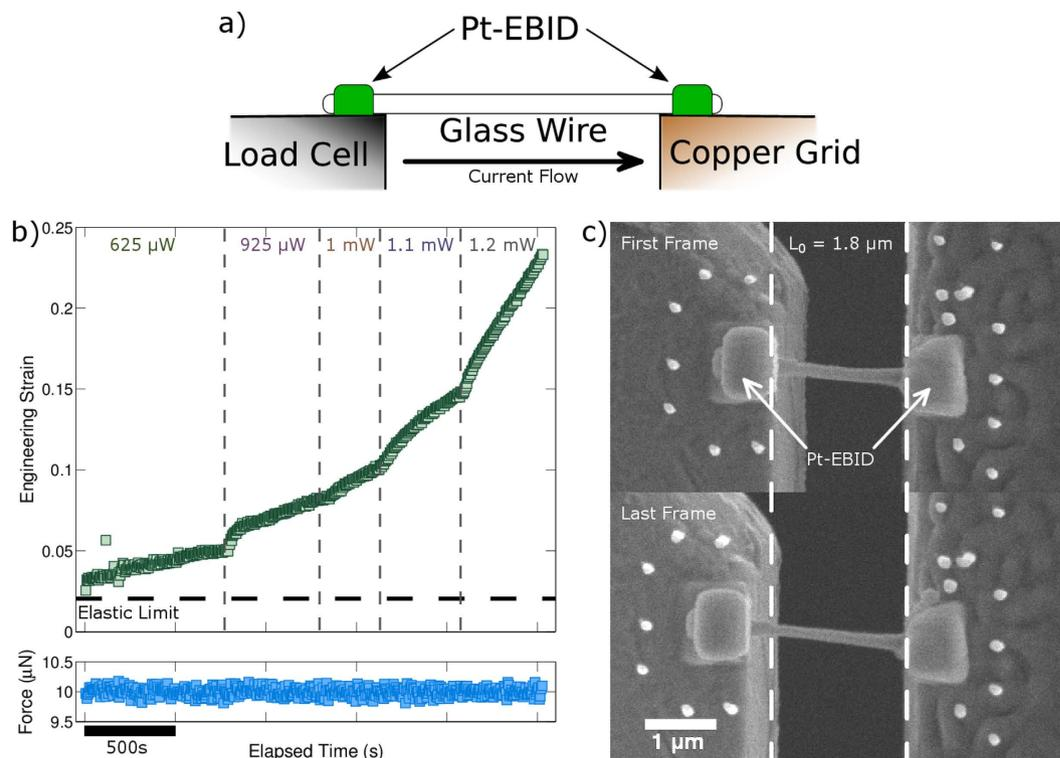 a)
Pt-EBID
Glass Wire
Load Cell
Copper Grid
Current Flow
b)
0.25
625 μW
925 μW
1 mW
1.1 mW
1.2 mW
0.2
0.15
Engineering Strain
0.1
0.05
Elastic Limit
0
10.5
Force (μN)
10
9.5
500s
Elapsed Time (s)
c)
First Frame
L₀ = 1.8 μm
Pt-EBID
Last Frame
1 μm